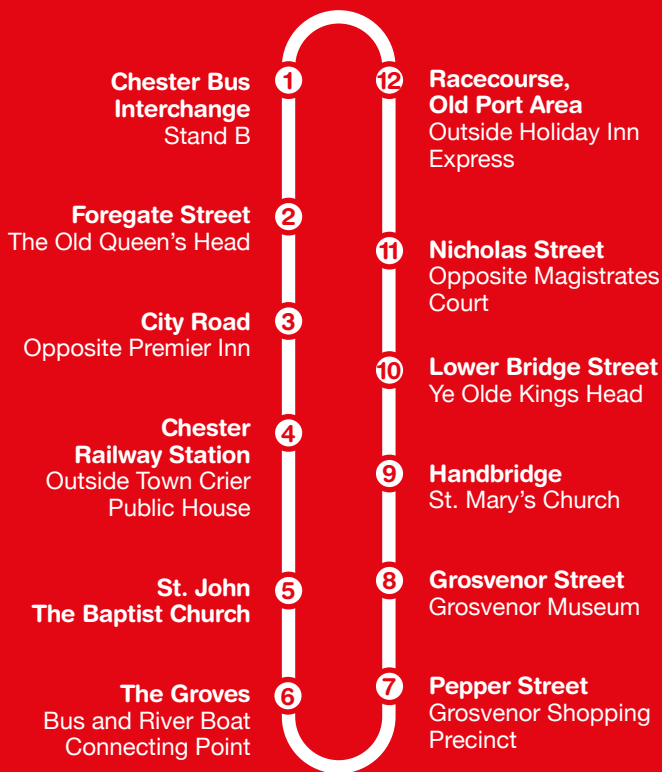 1
Chester Bus
Interchange
Stand B
2
Foregate Street
The Old Queen's Head
3
City Road
Opposite Premier Inn
4
Chester
Railway Station
Outside Town Crier
Public House
5
St. John
The Baptist Church
6
The Groves
Bus and River Boat
Connecting Point
7
Pepper Street
Grosvenor Shopping
Precinct
8
Grosvenor Street
Grosvenor Museum
9
Handbridge
St. Mary's Church
10
Lower Bridge Street
Ye Olde Kings Head
11
Nicholas Street
Opposite Magistrates
Court
12
Racecourse,
Old Port Area
Outside Holiday Inn
Express